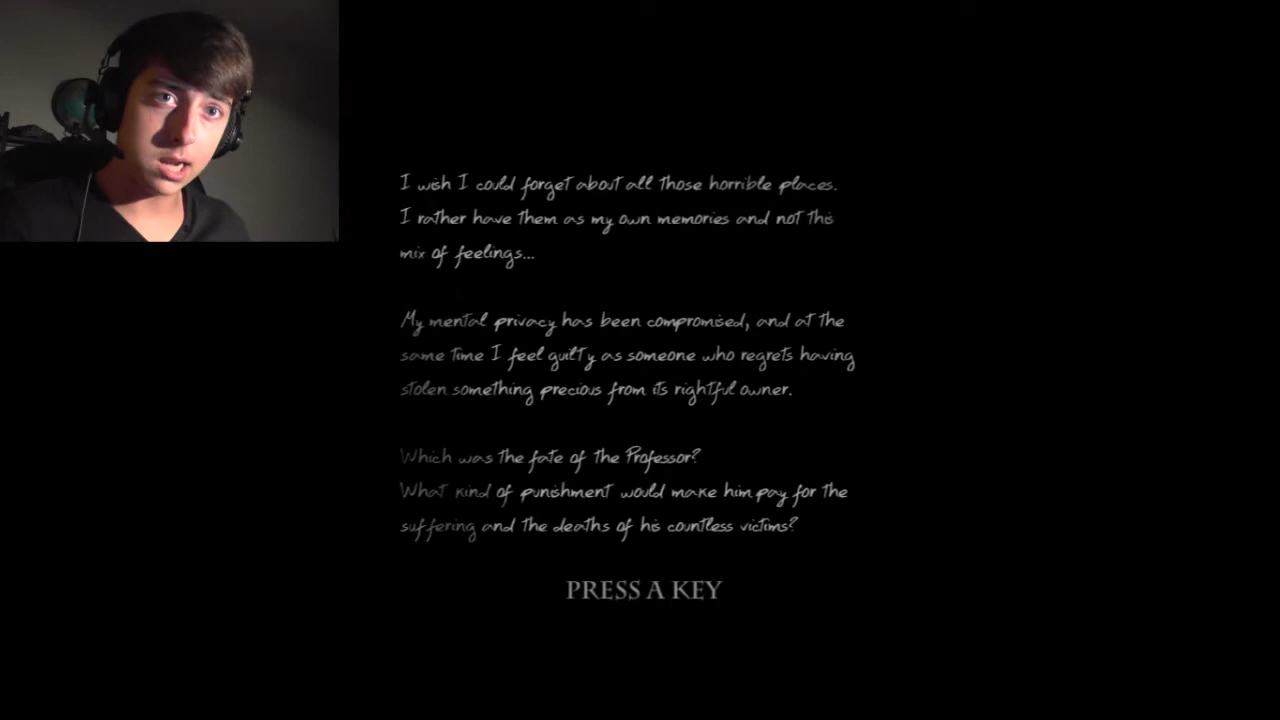 I wish I could forget about all those horrible places.
I rather have them as my own memories and not this
mix of feelings...
My mental privacy has been compromised, and at the
same time I feel guilty as someone who regrets having
stolen something precious from its rightful owner.
Which was the fate of the Professor?
What kind of punishment would make him pay for the
suffering and the deaths of his countless victims?
PRESS A KEY